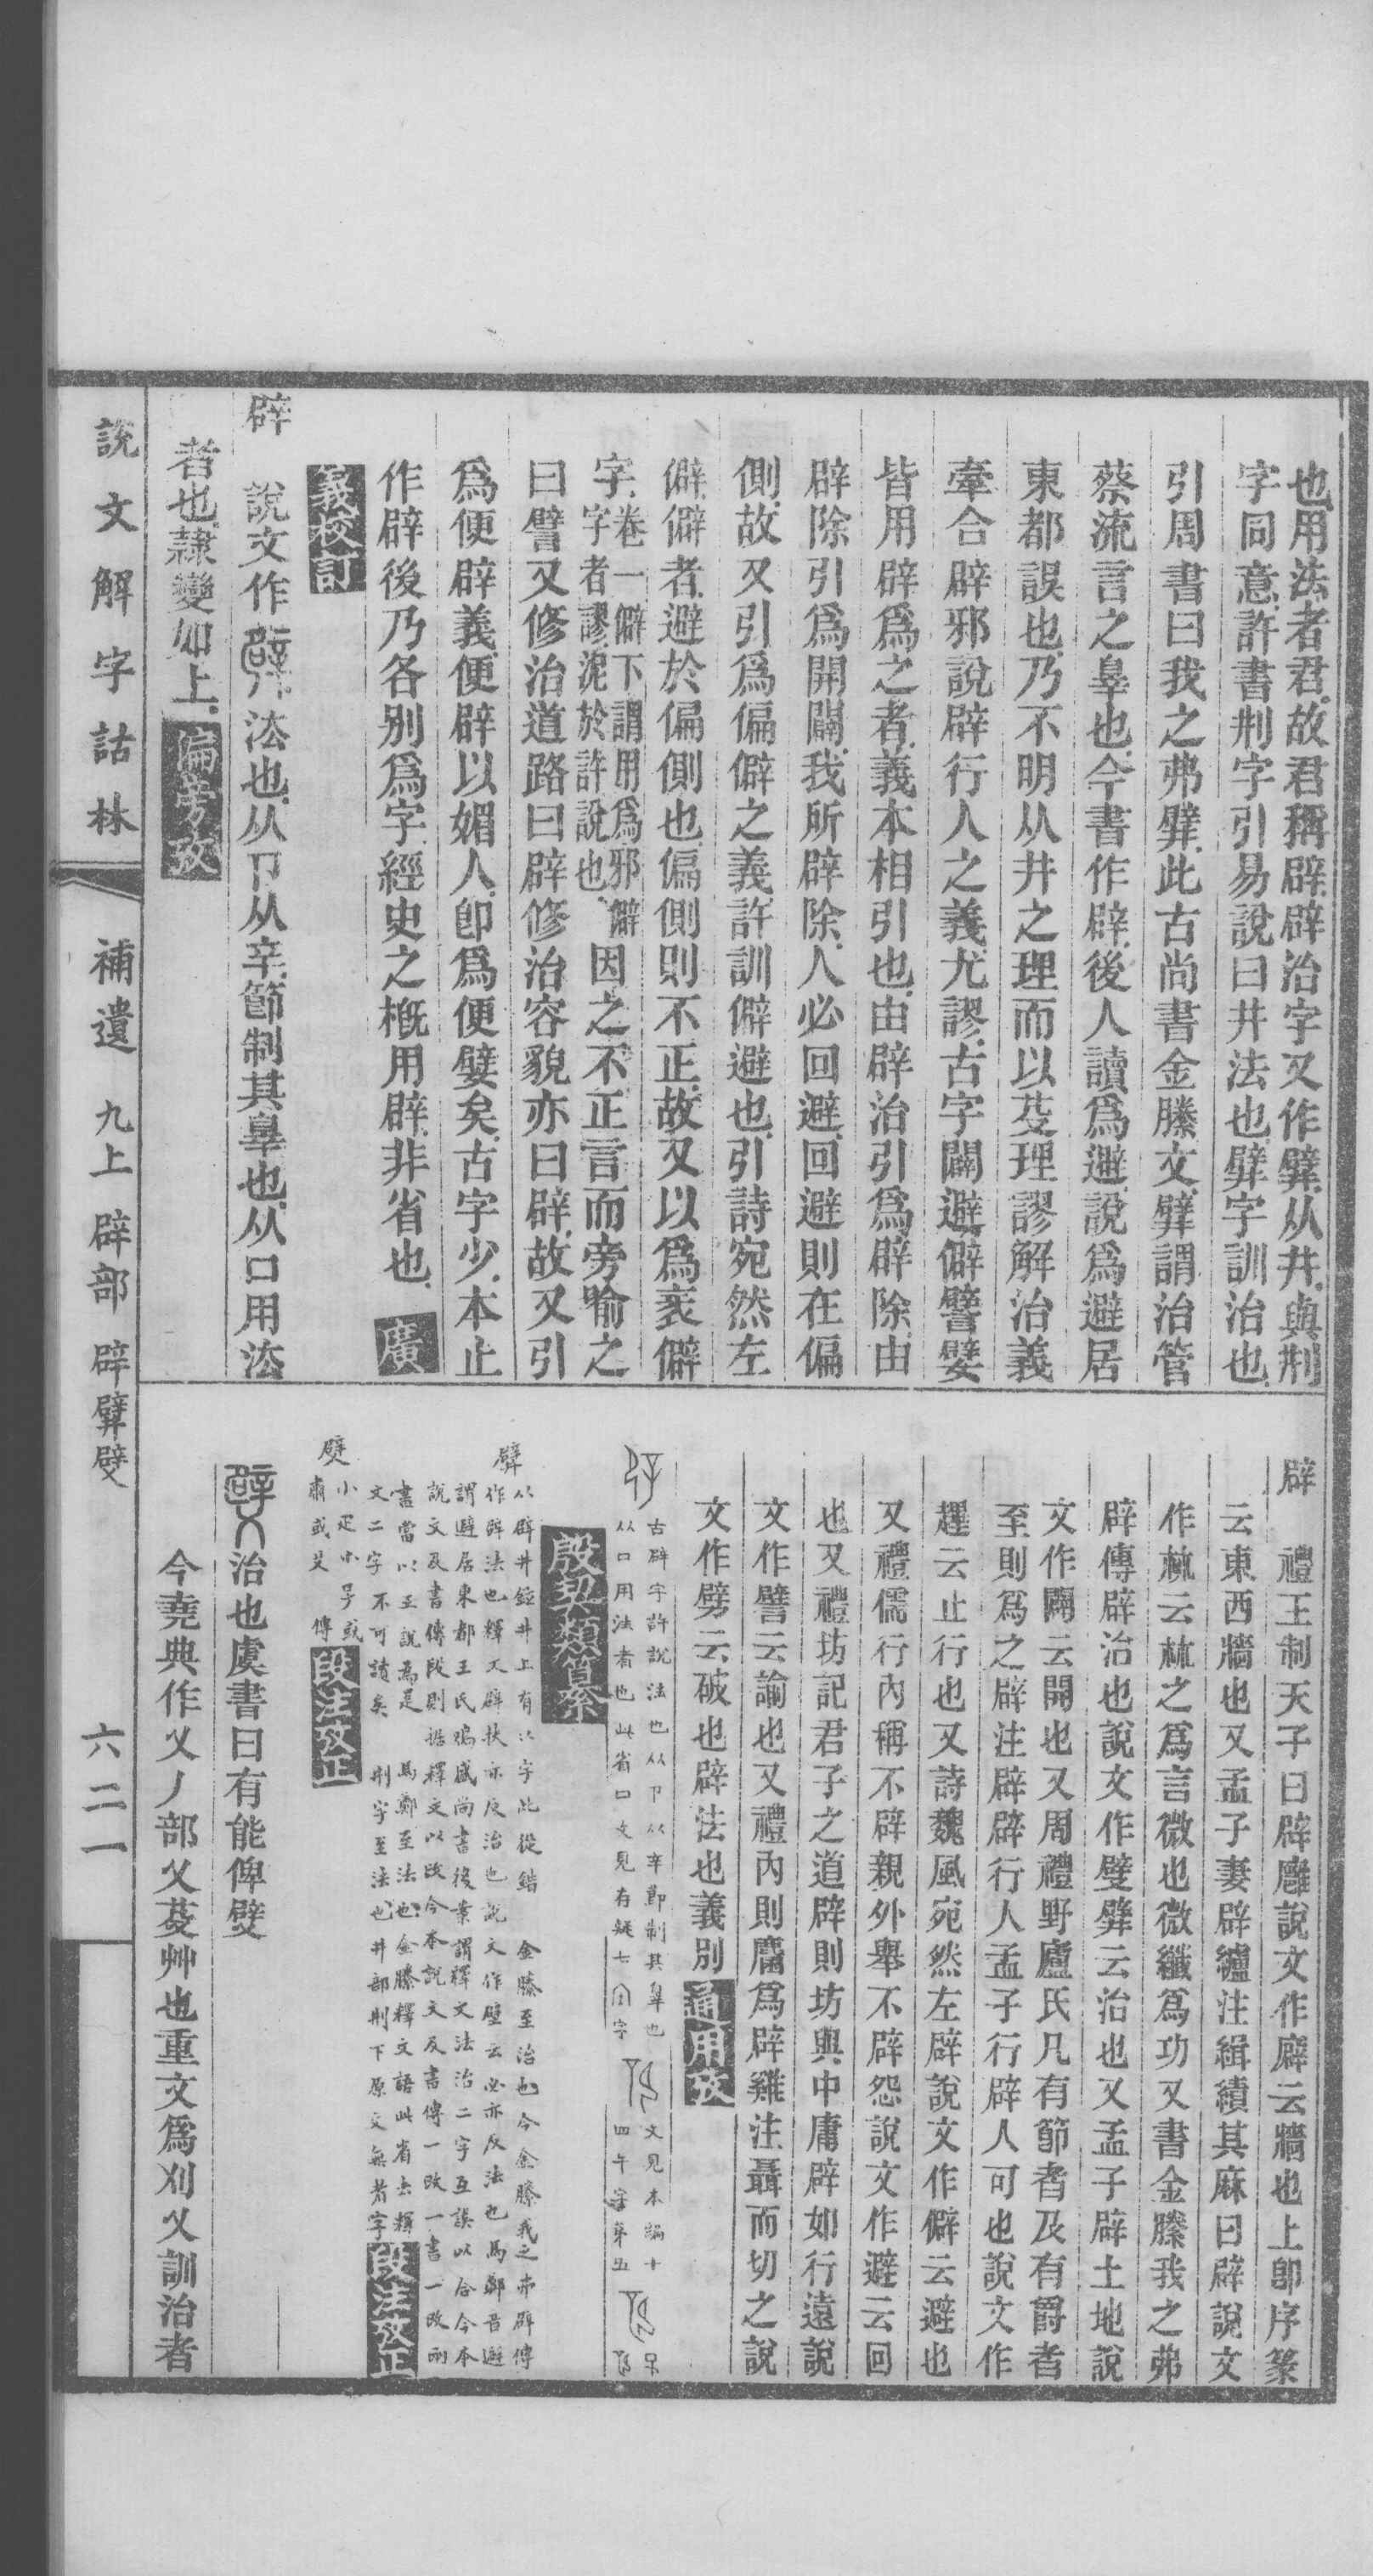 也用法者君故君稱辟辟治字又作𨐨从井與荆
字同意許書荆字引易說曰井法也𨐨字訓治也
引周書曰我之弗𨐨此古尚書金縢文𨐨謂治管
蔡流言之辠也今書作辟後人讀爲避說爲避居
東都誤也乃不明从井之理而以芟理謬解治義
牽合辟邪說辟行人之義尤謬古字闢避僻譬嬖
皆用辟爲之者義本相引也由辟治引爲辟除由
辟除引爲開闢我所辟除人必回避回避則在偏
側故又引爲偏僻之義許訓僻避也引詩宛然左
僻僻者避於偏側也偏側則不正故又以爲衺僻
字卷一僻下謂用爲邪僻字者謬泥於許說也因之不正言而旁喻之
曰譬又修治道路曰辟修治容貌亦曰辟故又引
爲便辟義便辟以媚人卽爲便嬖矣古字少本止
作辟後乃各别爲字經史之槪用辟非省也 廣
義校訂
辟 說文作 㳒也从卩从辛節制其辠也从口用㳒
者也隷變如上 偏旁攷
辟 禮王制天子曰辟廱說文作廦云牆也上卽序篆
云東西牆也又孟子妻辟纑注緝績其麻曰辟說文
作𣏟云𣏟之爲言微也微纖爲功又書金縢我之弗
辟傳辟治也說文作𤩹𨐨云治也又孟子辟土地說
文作闢云開也又周禮野廬氏凡有節者及有爵者
至則爲之辟注辟辟行人孟子行辟人可也說文作
趩云止行也又詩魏風宛然左辟說文作僻云避也
又禮儒行内稱不辟親外舉不辟怨說文作避云回
也又禮坊記君子之道辟則坊與中庸辟如行遠說
文作譬云諭也又禮内則麕爲辟雞注聶而切之說
文作劈云破也辟法也義別 通用攷
古辟字許說法也从卩从辛節制其辠也
从口用法者也此省口 文見有疑七 字 文見本編十
四午字弟五
殷契類纂
𨐨 以辟井 井上有以字此從鍇 金縢至治也今金縢我之弗辟傳
作辟法也釋文辟扶亦反治也說文作壁云必亦反法也馬鄭音避
謂避居東都王氏鳴盛尚書後案謂釋文法治二字互誤以合今本
說文及書傳段則據釋文以改今本說文及書傳一改一書一改兩
書當以王說爲是 馬鄭至法也金縢釋文語此省去釋
文二字不可讀矣 荆字至法也井部荆下原文無者字 段注攷正
𤕨 小 小 子或
肅或艾 傳 段注攷正
治也虞書曰有能俾𤕨
今堯典作乂丿部乂芟艸也重文爲刈乂訓治者
說文解字詁林 補遺 九上 辟部 辟𨐨𤕨 六二一